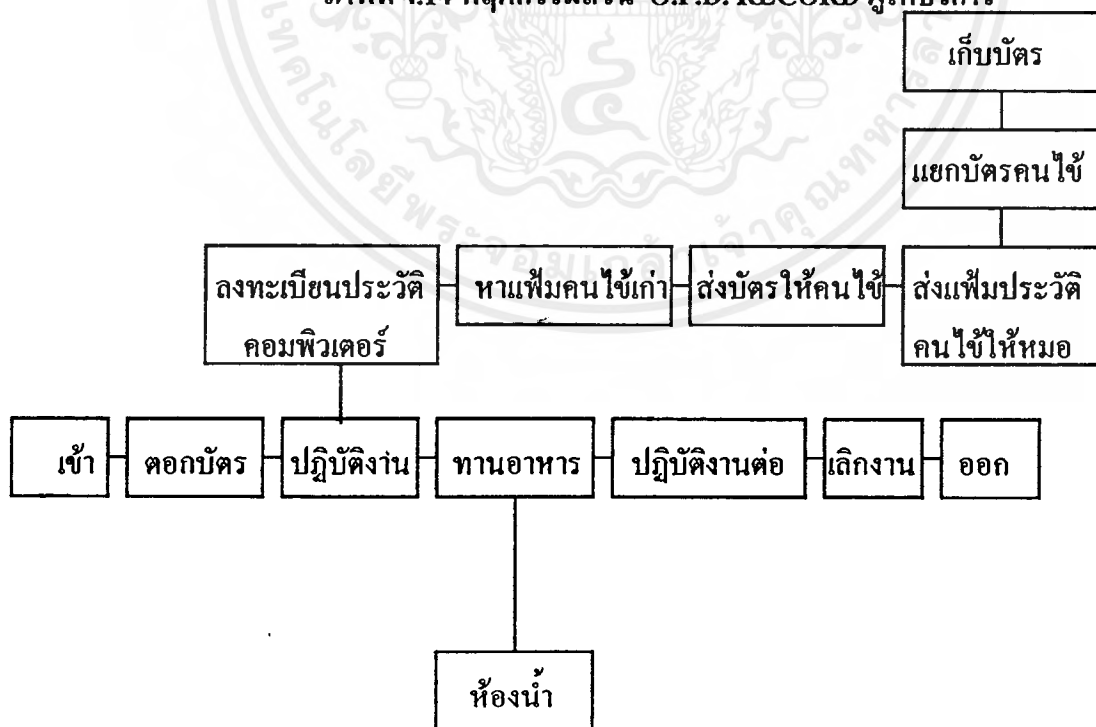 O.P.D. RECORD
เก็บบัตร
แยกบัตรคนไข้
ลงทะเบียนประวัติ
คอมพิวเตอร์
หาแฟ้มคนไข้เก่า
ส่งบัตรให้คนไข้
ส่งแฟ้มประวัติ
คนไข้ให้หมอ
เข้า
ตอกบัตร
ปฏิบัติงาน
ทานอาหาร
ปฏิบัติงานต่อ
เลิกงาน
ออก
ห้องน้ำ